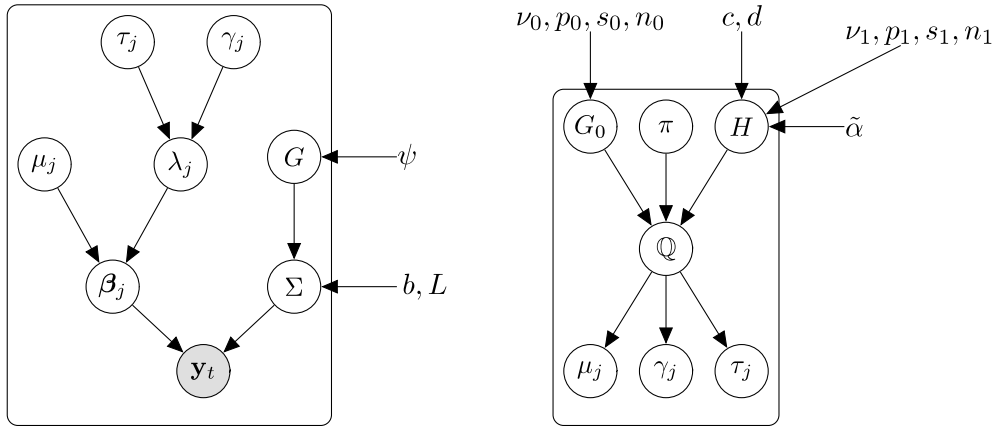 τ_j γ_j
μ_j λ_j G ψ
β_j Σ b, L
y_t
ν_0, p_0, s_0, n_0 c, d ν_1, p_1, s_1, n_1
G_0 π H α̃
ℚ
μ_j γ_j τ_j